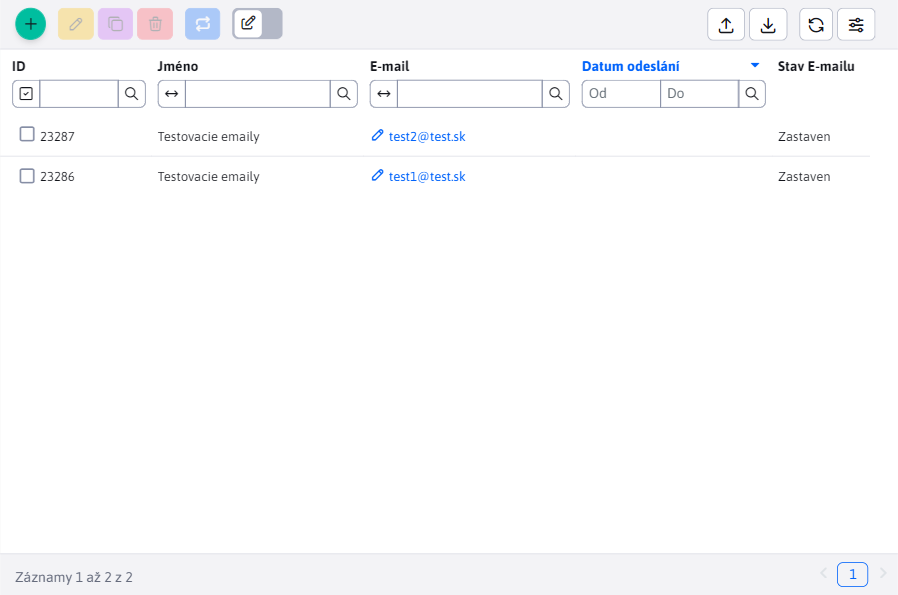 ID Jméno E-mail Datum odeslání Stav E-mailu
Od Do
23287 Testovacie emaily test2@test.sk Zastaven
23286 Testovacie emaily test1@test.sk Zastaven
Záznamy 1 až 2 z 2 1